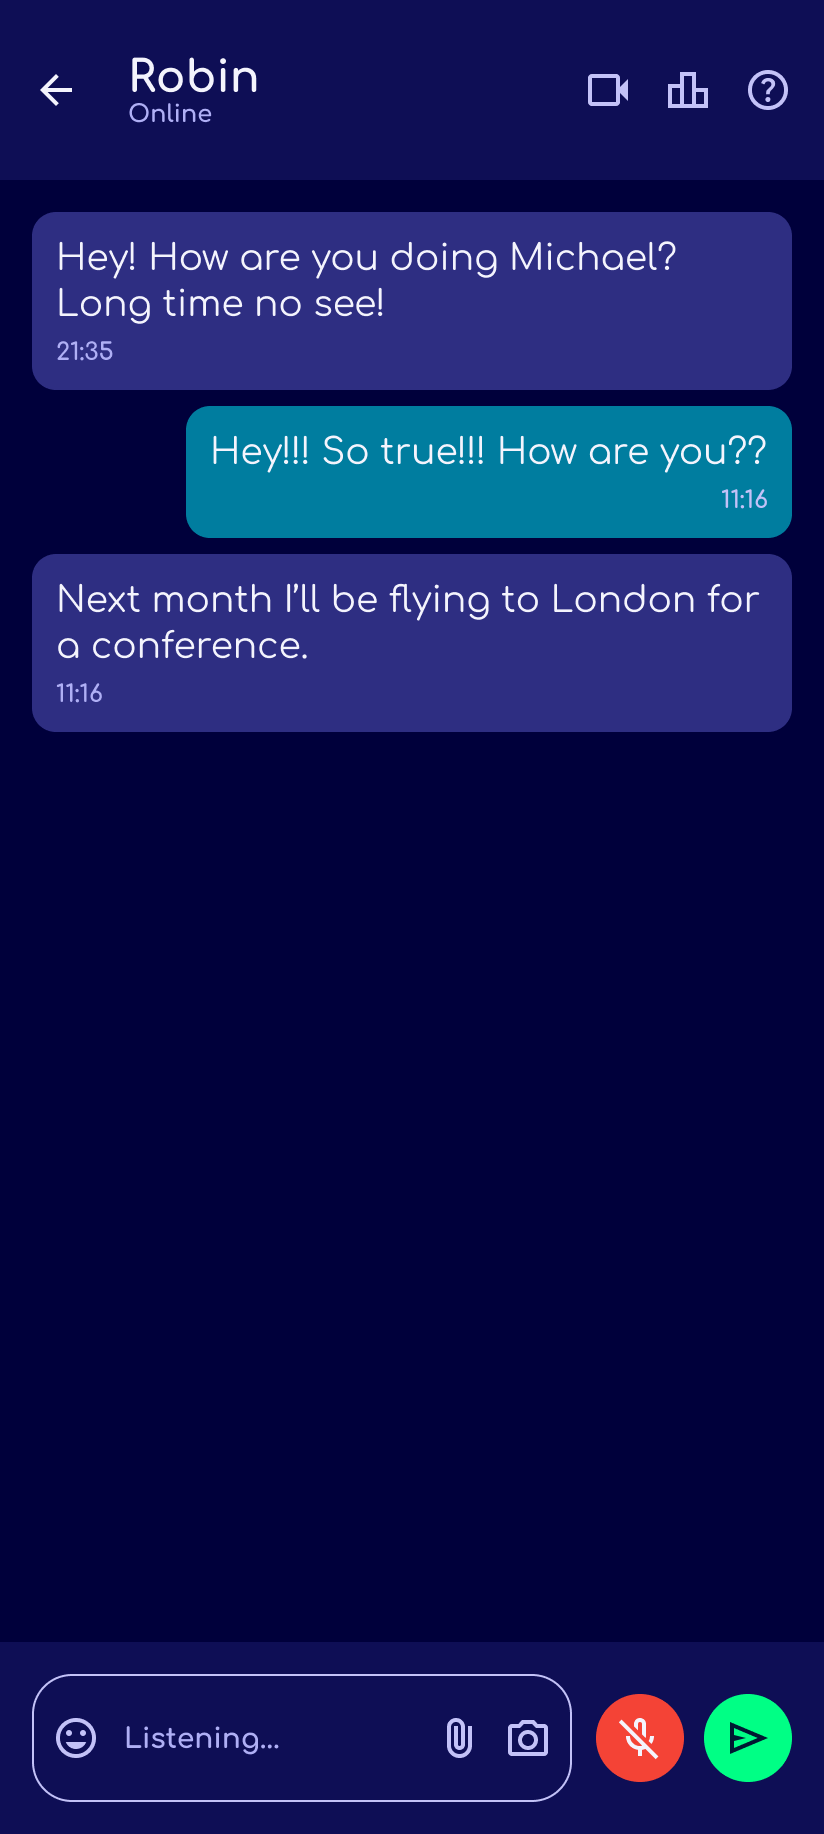 Robin
Online
Hey! How are you doing Michael?
Long time no see!
21:35
Hey!!! So true!!! How are you??
11:16
Next month I’ll be flying to London for
a conference.
11:16
Listening...